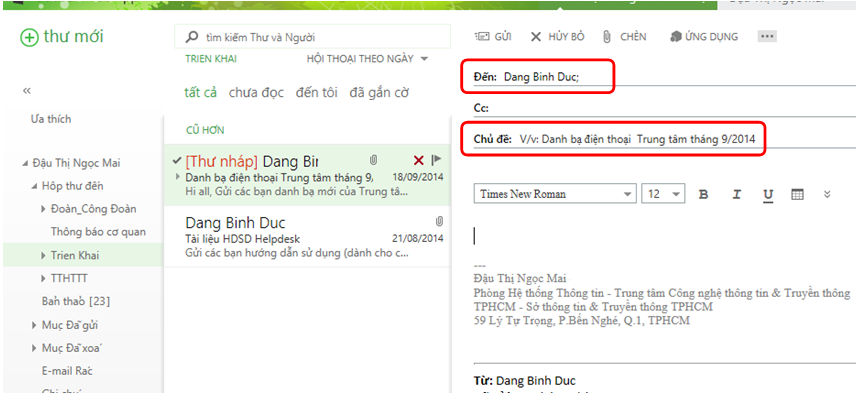 thư mới
«
Ưa thích
Đậu Thị Ngọc Mai
Hộp thư đến
Đoàn_Công Đoàn
Thông báo cơ quan
Trien Khai
TTHTTT
Bản thảo [23]
Mục Đã gửi
Mục Đã xóa
E-mail Rác
Ghi chú
tìm kiếm Thư và Người
TRIEN KHAI
HỘI THOẠI THEO NGÀY
tất cả chưa đọc đến tôi đã gắn cờ
CŨ HƠN
[Thư nháp] Dang Bin
Danh bạ điện thoại Trung tâm tháng 9, 18/09/2014
Hi all, Gửi các bạn danh bạ mới của Trung tâ...
Dang Binh Duc
Tài liệu HDSD Helpdesk 21/08/2014
Gửi các bạn hướng dẫn sử dụng (dành cho c...
GỬI HỦY BỎ CHÈN ỨNG DỤNG ...
Đến: Dang Binh Duc;
Cc:
Chủ đề: V/v: Danh bạ điện thoại Trung tâm tháng 9/2014
Times New Roman 12 B I U
---
Đậu Thị Ngọc Mai
Phòng Hệ thống Thông tin - Trung tâm Công nghệ thông tin & Truyền thông
TPHCM - Sở thông tin & Truyền thông TPHCM
59 Lý Tự Trọng, P.Bến Nghé, Q.1, TPHCM
Từ: Dang Binh Duc